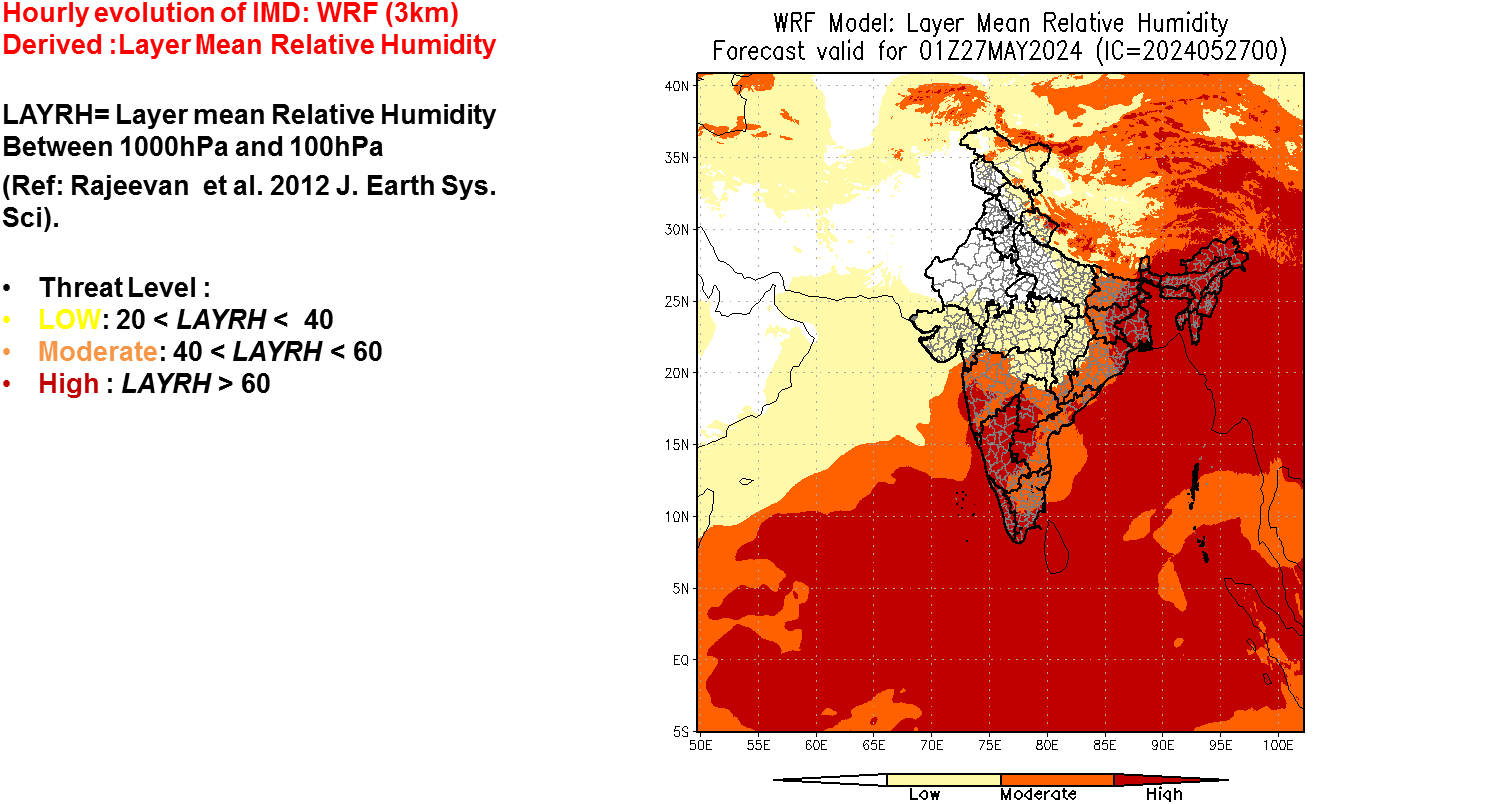 Hourly evolution of IMD: WRF (3km)
Derived :Layer Mean Relative Humidity
LAYRH= Layer mean Relative Humidity
Between 1000hPa and 100hPa
(Ref: Rajeevan et al. 2012 J. Earth Sys.
Sci).
• Threat Level :
• LOW: 20 < LAYRH < 40
• Moderate: 40 < LAYRH < 60
• High : LAYRH > 60
WRF Model: Layer Mean Relative Humidity
Forecast valid for 01Z27MAY2024 (IC=2024052700)
40N
35N
30N
25N
20N
15N
10N
5N
EQ
5S
50E 55E 60E 65E 70E 75E 80E 85E 90E 95E 100E
Low Moderate High